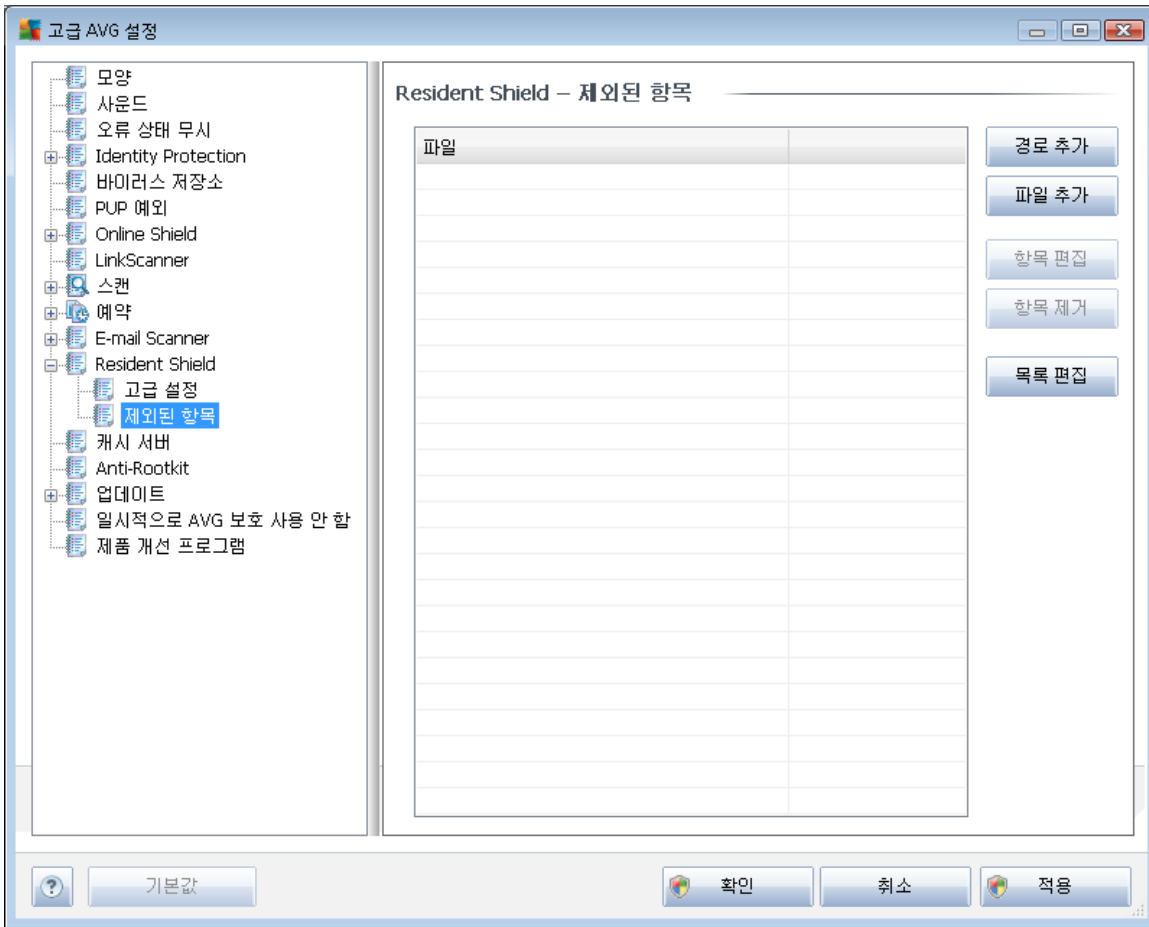 고급 AVG 설정
모양
사운드
오류 상태 무시
Identity Protection
바이러스 저장소
PUP 예외
Online Shield
LinkScanner
스캔
예약
E-mail Scanner
Resident Shield
고급 설정
제외된 항목
캐시 서버
Anti-Rootkit
업데이트
일시적으로 AVG 보호 사용 안 함
제품 개선 프로그램
Resident Shield – 제외된 항목
파일
경로 추가
파일 추가
항목 편집
항목 제거
목록 편집
?
기본값
확인
취소
적용